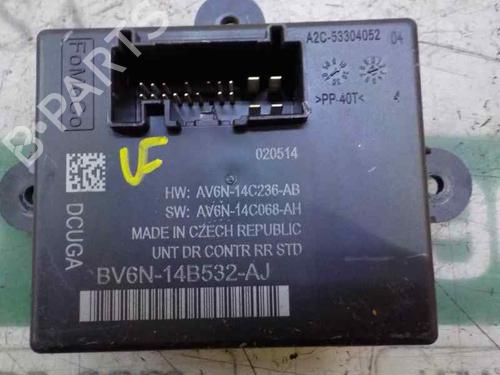 A2C-53304052 04
FoMoCo
>PP-40T<
020514
HW: AV6N-14C236-AB
SW: AV6N-14C068-AH
MADE IN CZECH REPUBLIC
UNT DR CONTR RR STD
DCUGA
BV6N-14B532-AJ
B-PARTS